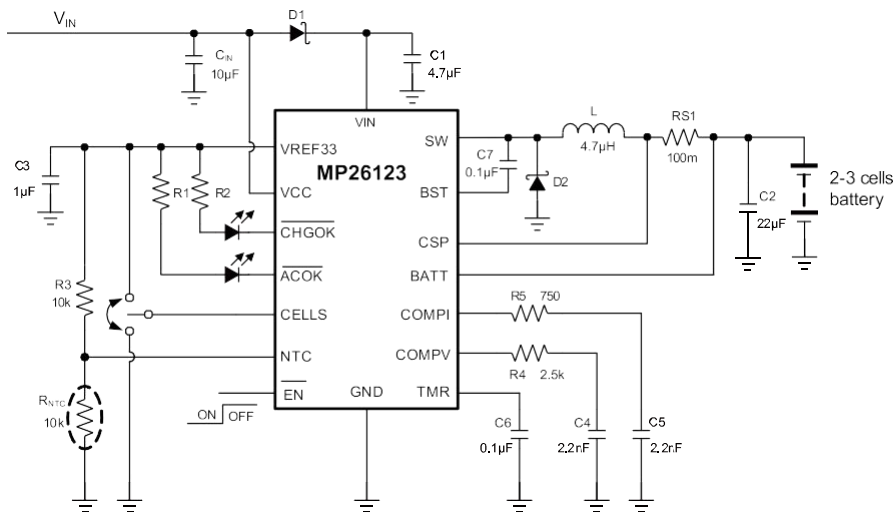 V_IN
D1
C_IN
10µF
C1
4.7µF
VIN
C3
1µF
VREF33
MP26123
SW
L
4.7µH
RS1
100m
C7
0.1µF
R1
R2
VCC
BST
D2
C2
22µF
2-3 cells
battery
CHGOK
CSP
ACOK
BATT
R3
10k
CELLS
COMPI
R5 750
NTC
COMPV
R4 2.5k
R_NTC
10k
EN
GND
TMR
ON OFF
C6
0.1µF
C4
2.2nF
C5
2.2nF